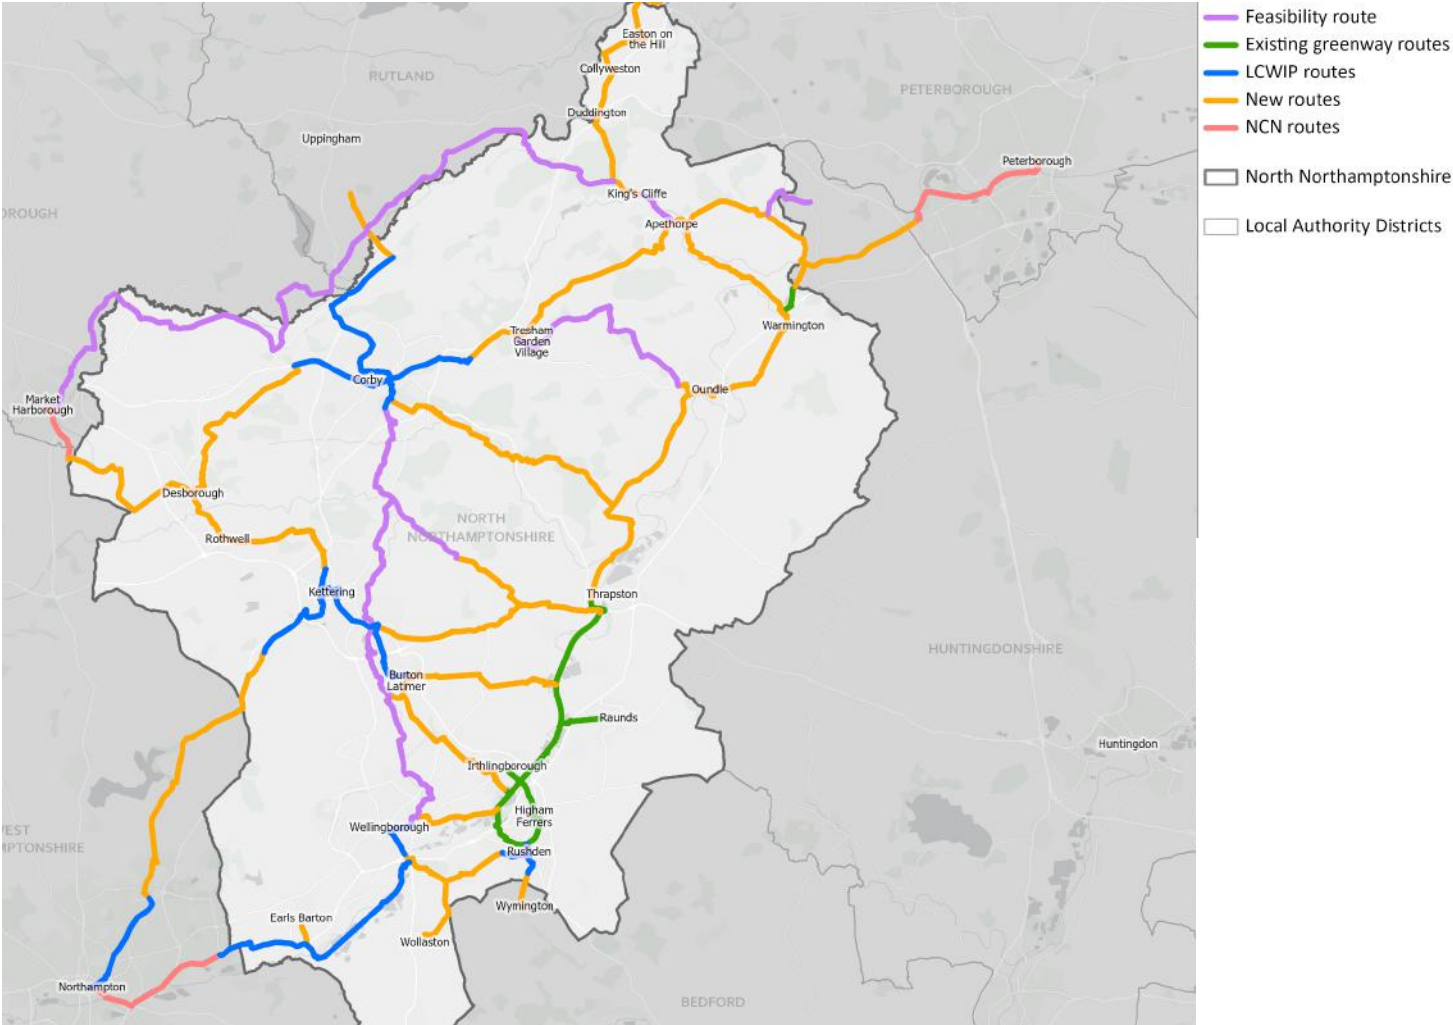 Feasibility route
Existing greenway routes
LCWIP routes
New routes
NCN routes
North Northamptonshire
Local Authority Districts
Easton on
the Hill
Collyweston
RUTLAND
PETERBOROUGH
Duddington
Uppingham
Peterborough
King's Cliffe
OROUGH
Apethorpe
Warmington
Tresham
Garden
Village
Corby
Oundle
Market
Harborough
Desborough
NORTH
NORTHAMPTONSHIRE
Rothwell
Kettering
Thrapston
HUNTINGDONSHIRE
Burton
Latimer
Raunds
Huntingdon
Irthlingborough
Higham
Ferrers
Wellingborough
EST
MPTONSHIRE
Rushden
Wymington
Earls Barton
Wollaston
Northampton
BEDFORD